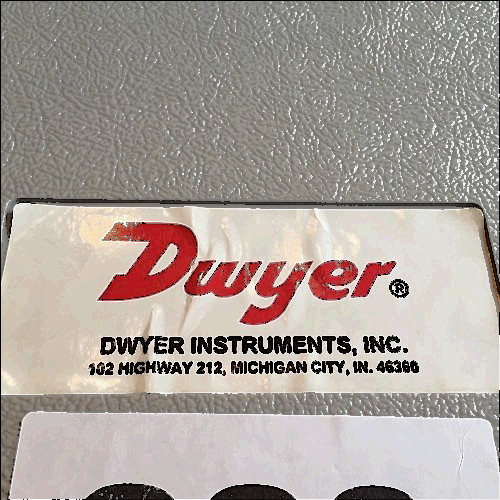 Dwyer®
DWYER INSTRUMENTS, INC.
102 HIGHWAY 212, MICHIGAN CITY, IN. 46360